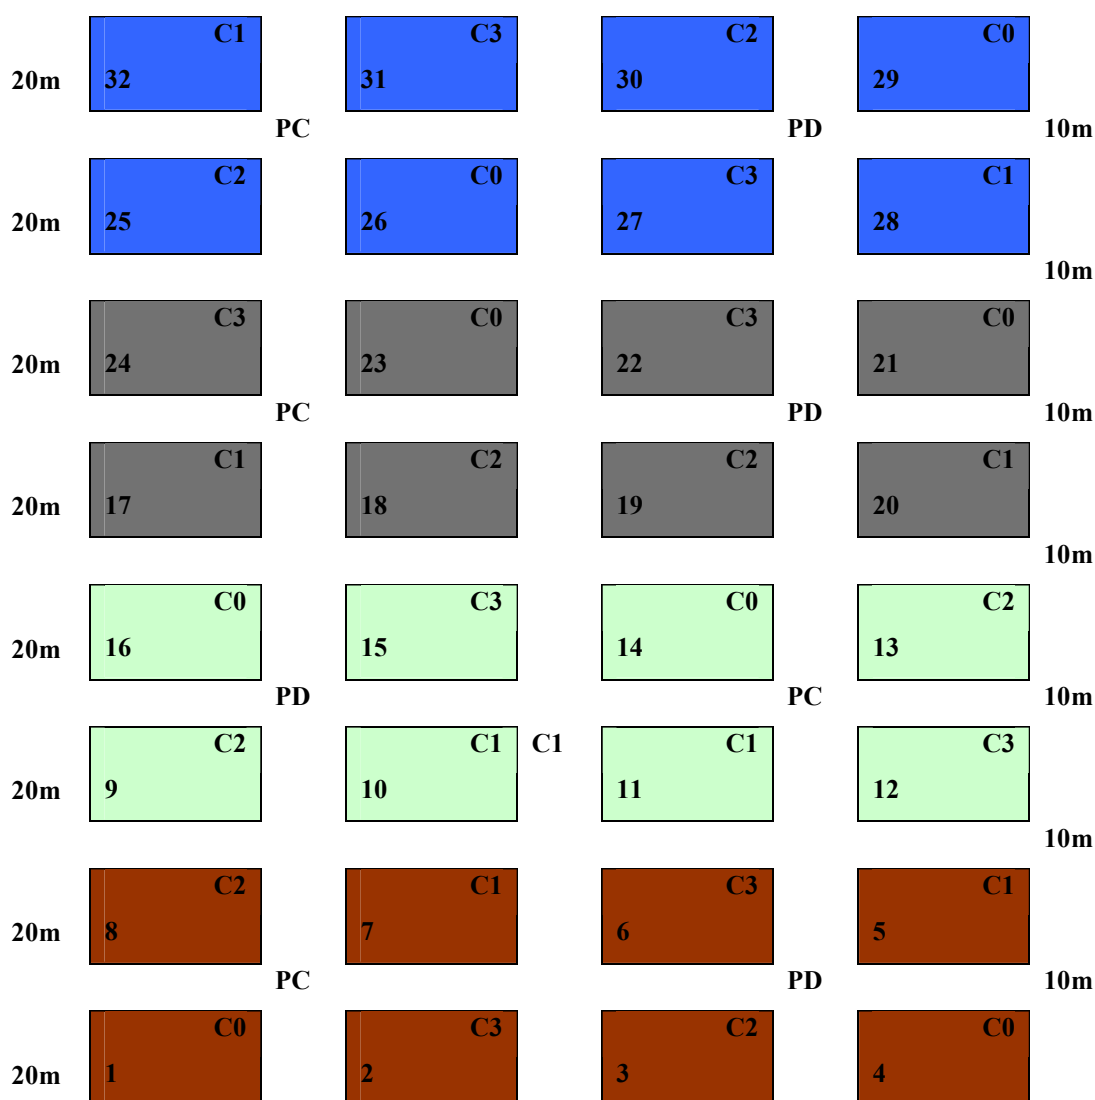 C1 C3 C2 C0
20m 32 31 30 29
PC PD 10m
C2 C0 C3 C1
20m 25 26 27 28
10m
C3 C0 C3 C0
20m 24 23 22 21
PC PD 10m
C1 C2 C2 C1
20m 17 18 19 20
10m
C0 C3 C0 C2
20m 16 15 14 13
PD PC 10m
C2 C1 C1 C1 C3
20m 9 10 11 12
10m
C2 C1 C3 C1
20m 8 7 6 5
PC PD 10m
C0 C3 C2 C0
20m 1 2 3 4